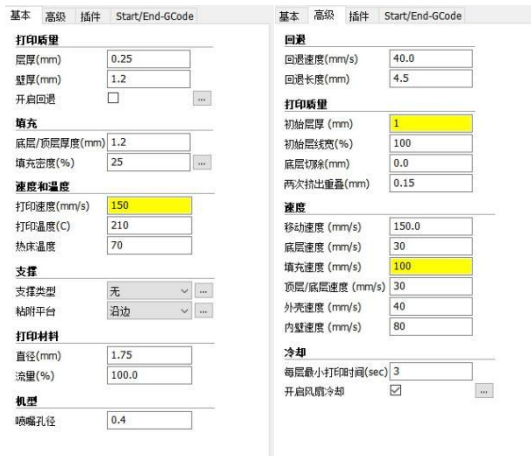 基本 高级 插件 Start/End-GCode
打印质量
层厚(mm) 0.25
壁厚(mm) 1.2
开启回退 ...
填充
底层/顶层厚度(mm) 1.2
填充密度(%) 25 ...
速度和温度
打印速度(mm/s) 150
打印温度(C) 210
热床温度 70
支撑
支撑类型 无 ...
粘附平台 沿边 ...
打印材料
直径(mm) 1.75
流量(%) 100.0
机型
喷嘴孔径 0.4
基本 高级 插件 Start/End-GCode
回退
回退速度(mm/s) 40.0
回退长度(mm) 4.5
打印质量
初始层厚 (mm) 1
初始层线宽(%) 100
底层切除(mm) 0.0
两次挤出重叠(mm) 0.15
速度
移动速度 (mm/s) 150.0
底层速度 (mm/s) 30
填充速度 (mm/s) 100
顶层/底层速度 (mm/s) 30
外壳速度 (mm/s) 40
内壁速度 (mm/s) 80
冷却
每层最小打印时间(sec) 3
开启风扇冷却 ...